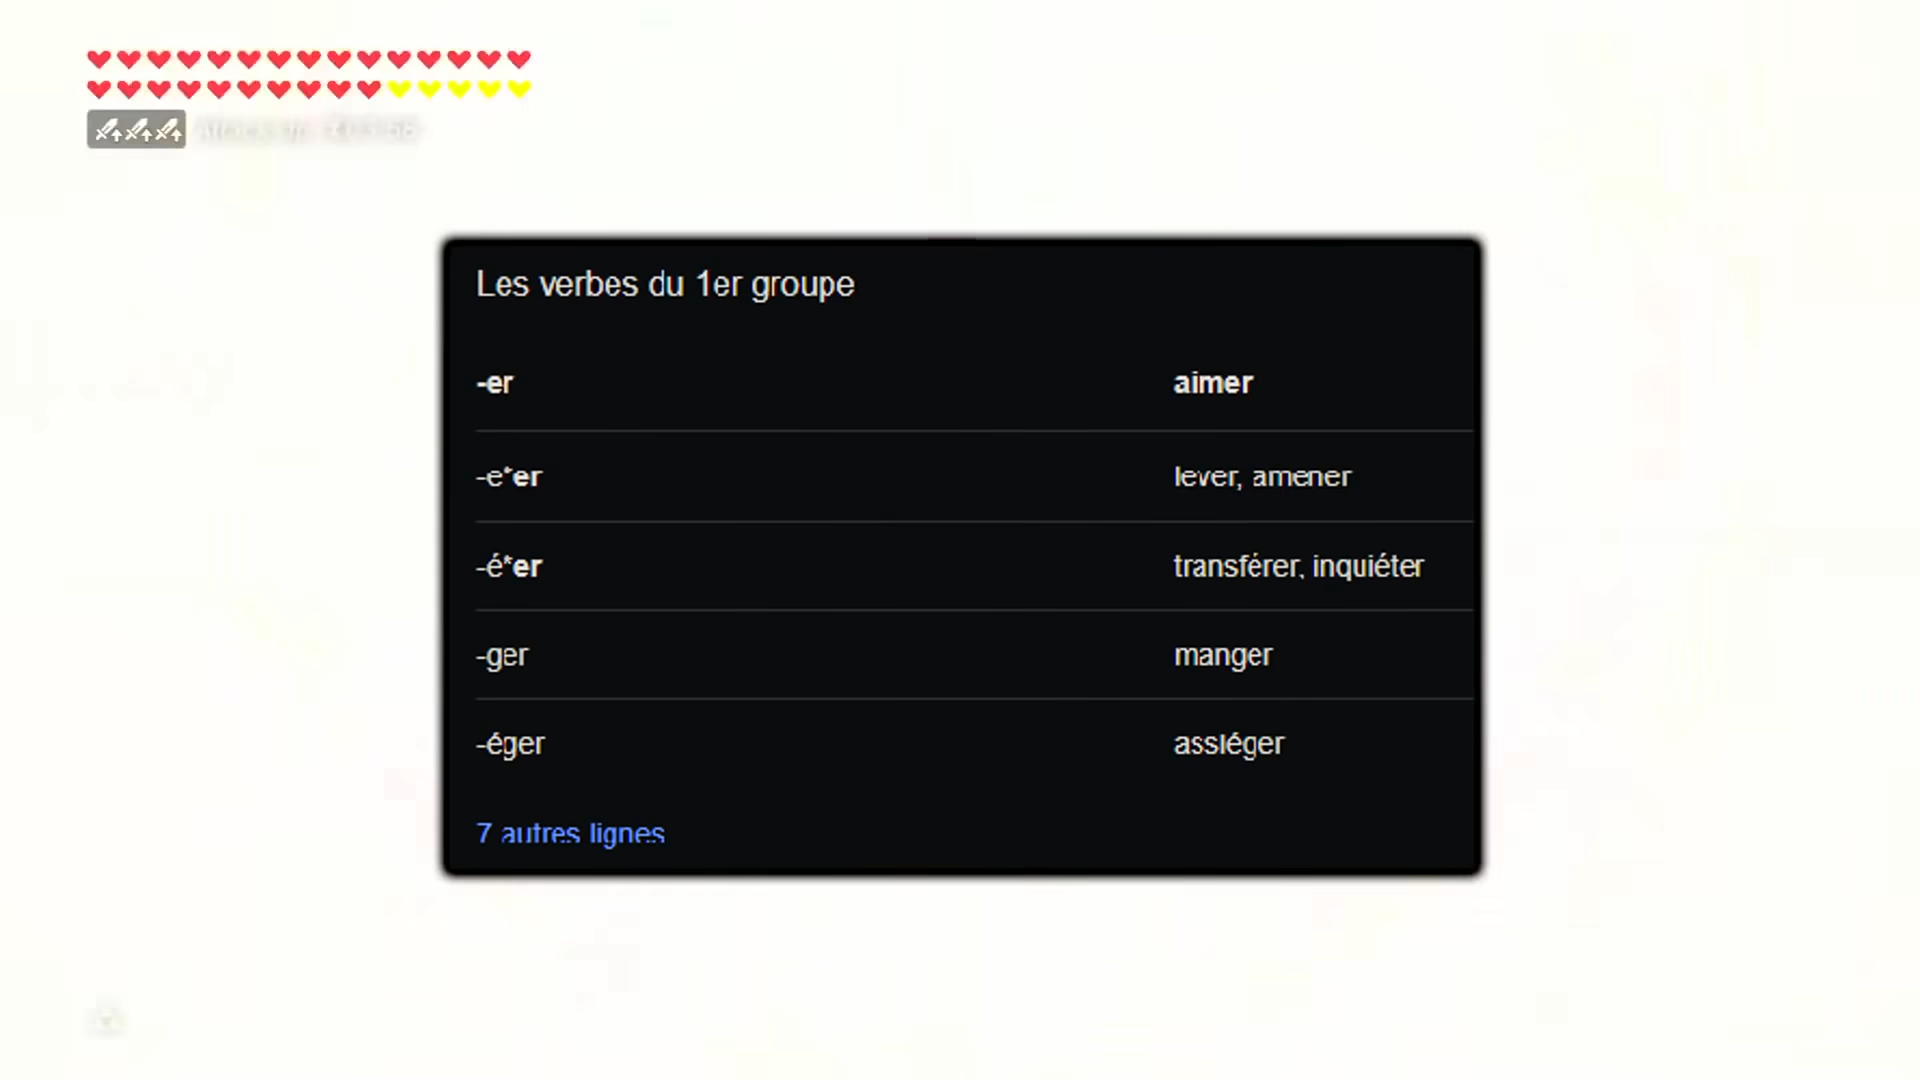 Les verbes du 1er groupe
-er aimer
-e*er lever, amener
-é*er transférer, inquiéter
-ger manger
-éger assiéger
7 autres lignes